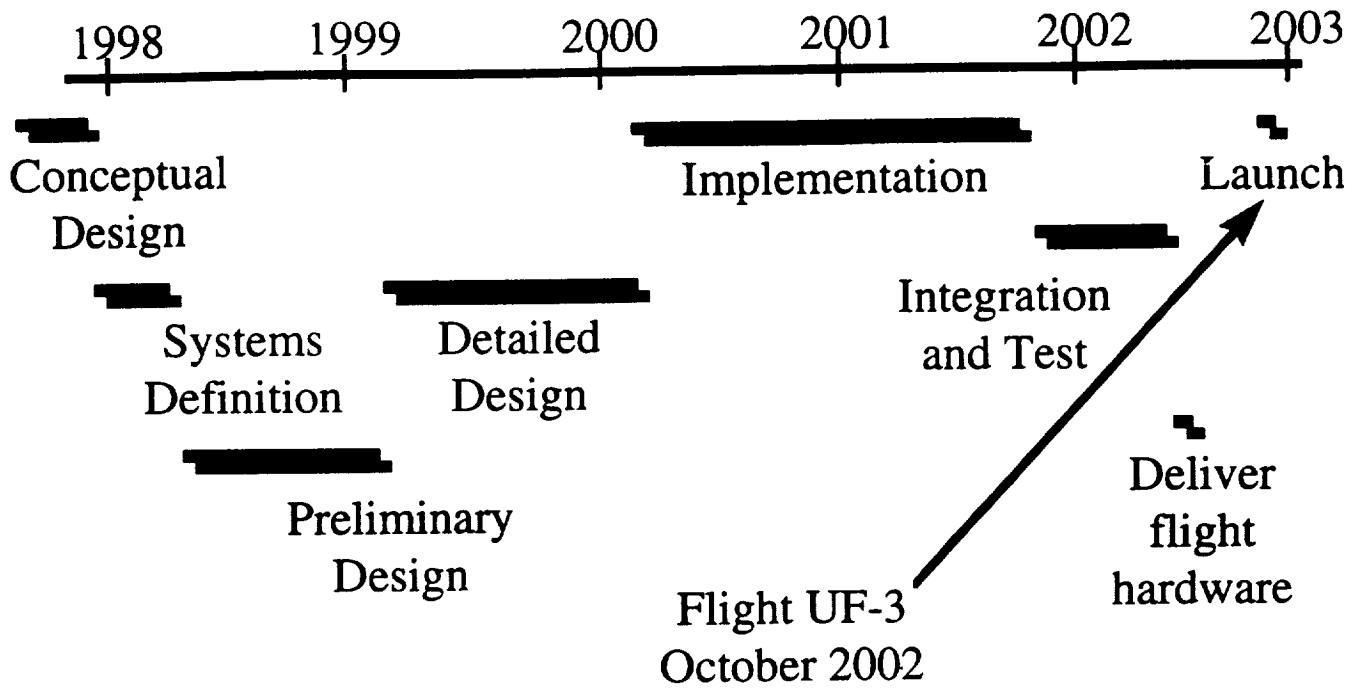 1998 1999 2000 2001 2002 2003
Conceptual
Design
Implementation
Launch
Systems
Definition
Detailed
Design
Integration
and Test
Preliminary
Design
Deliver
flight
hardware
Flight UF-3
October 2002